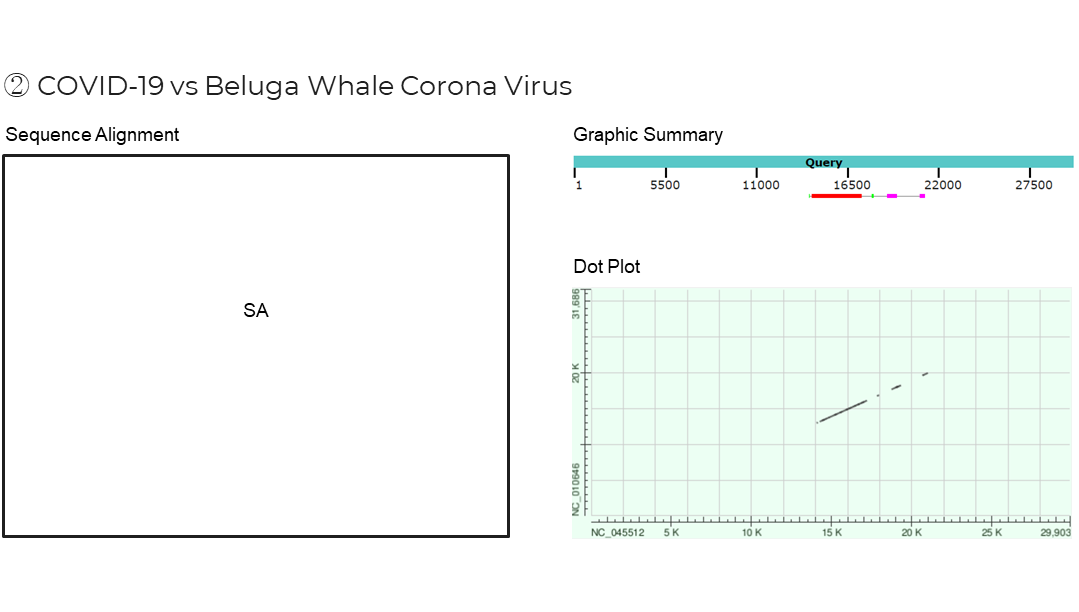 ② COVID-19 vs Beluga Whale Corona Virus
Sequence Alignment
SA
Graphic Summary
Query
1 5500 11000 16500 22000 27500
Dot Plot
31,686
20 K
NC_010646
NC_045512 5 K 10 K 15 K 20 K 25 K 29,903